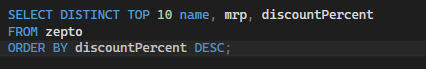 SELECT DISTINCT TOP 10 name, mrp, discountPercent
FROM zepto
ORDER BY discountPercent DESC;